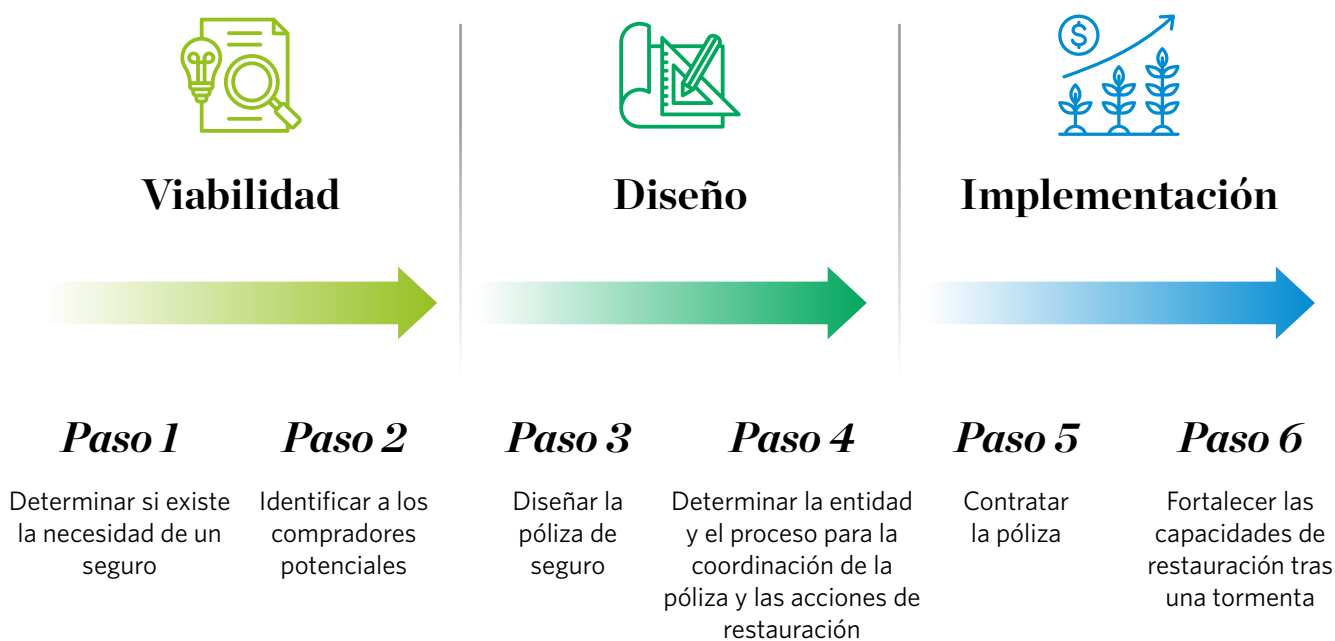 $
Viabilidad
Diseño
Implementación
Paso 1
Determinar si existe
la necesidad de un
seguro
Paso 2
Identificar a los
compradores
potenciales
Paso 3
Diseñar la
póliza de
seguro
Paso 4
Determinar la entidad
y el proceso para la
coordinación de la
póliza y las acciones de
restauración
Paso 5
Contratar
la póliza
Paso 6
Fortalecer las
capacidades de
restauración tras
una tormenta